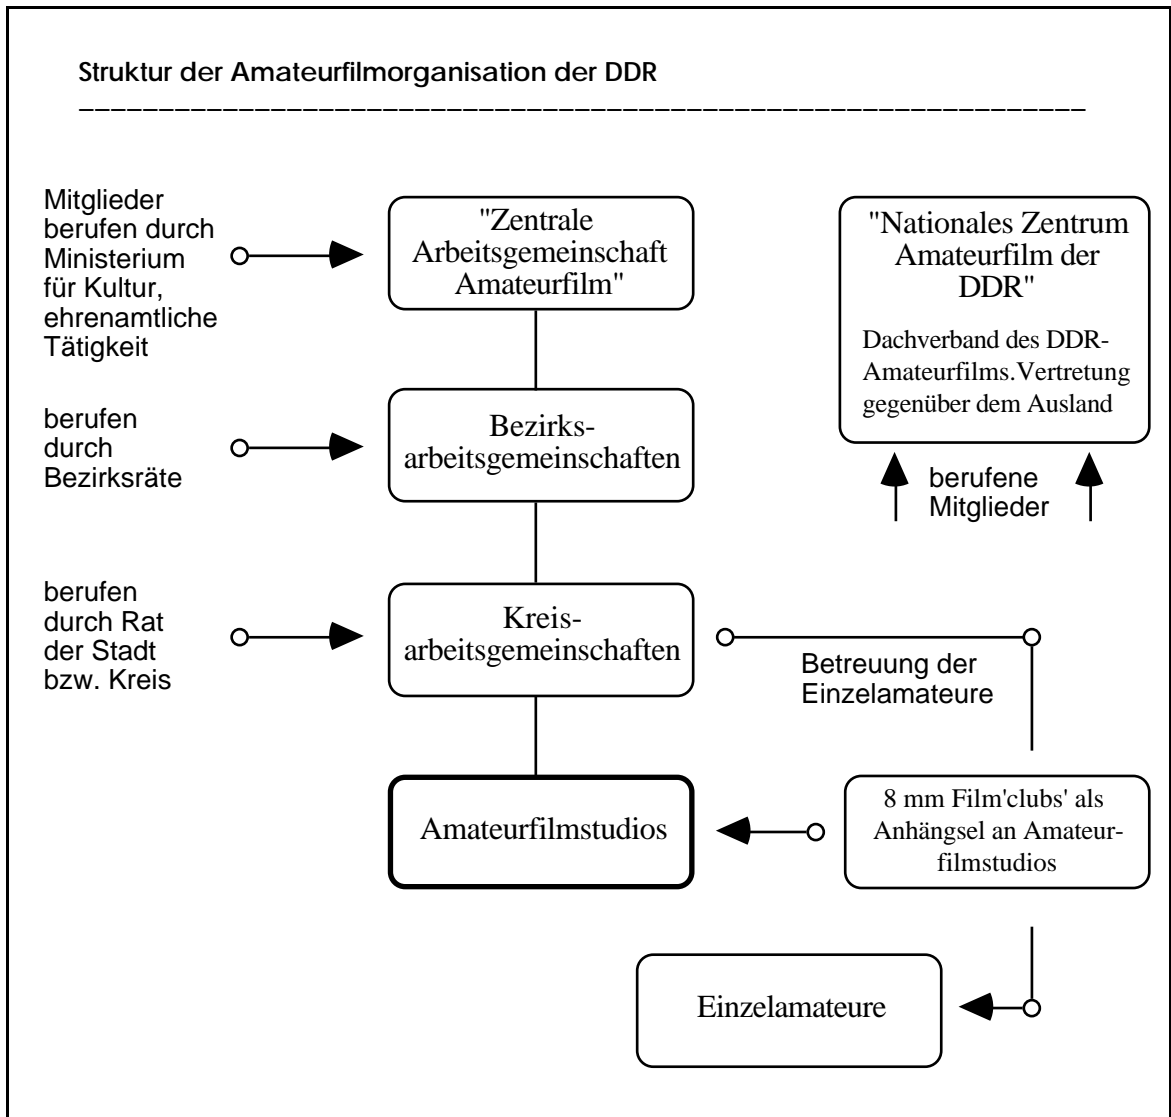 Struktur der Amateurfilmorganisation der DDR
Mitglieder
berufen durch
Ministerium
für Kultur,
ehrenamtliche
Tätigkeit
"Zentrale
Arbeitsgemeinschaft
Amateurfilm"
"Nationales Zentrum
Amateurfilm der
DDR"
Dachverband des DDR-
Amateurfilms.Vertretung
gegenüber dem Ausland
berufen
durch
Bezirksräte
Bezirks-
arbeitsgemeinschaften
berufene
Mitglieder
berufen
durch Rat
der Stadt
bzw. Kreis
Kreis-
arbeitsgemeinschaften
Betreuung der
Einzelamateure
Amateurfilmstudios
8 mm Film'clubs' als
Anhängsel an Amateur-
filmstudios
Einzelamateure